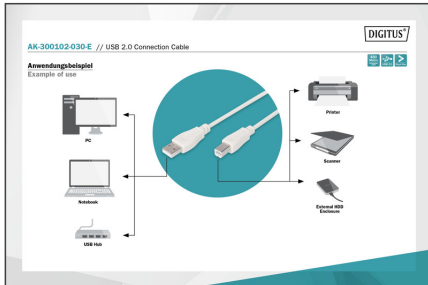 DIGITUS®
AK-300102-030-E // USB 2.0 Connection Cable
Anwendungsbeispiel
Example of use
PC
Notebook
USB Hub
Printer
Scanner
External HDD
Enclosure